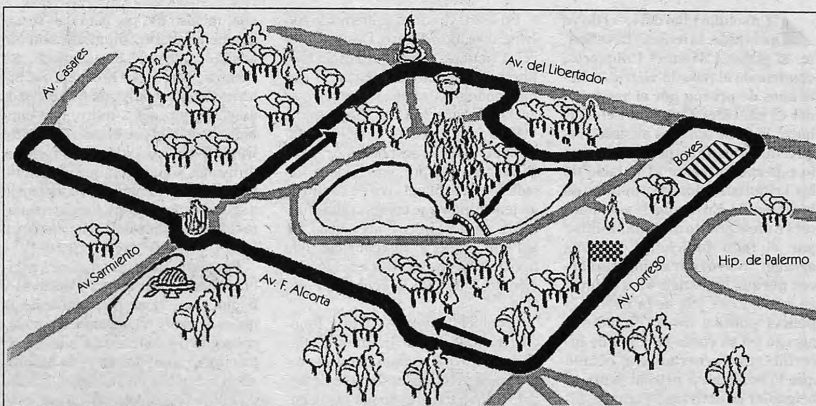 Av. Casares
Av. del Libertador
Boxes
Av.Sarmiento
Av. F. Alcorta
Av. Dorrego
Hip. de Palermo